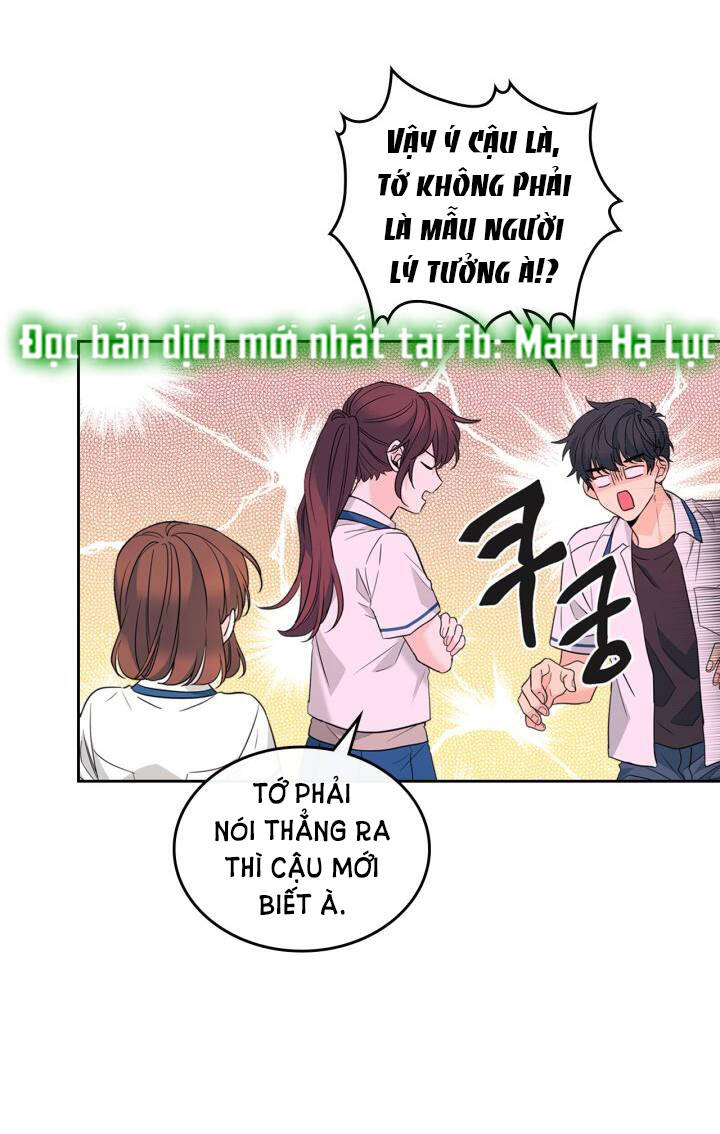 VẬY Ý CẬU LÀ,
TỚ KHÔNG PHẢI
LÀ MẪU NGƯỜI
LÝ TƯỞNG À!?
Đọc bản dịch mới nhất tại fb: Mary Hạ Lục
쿠궁
TỚ PHẢI
NÓI THẲNG RA
THÌ CẬU MỚI
BIẾT À.